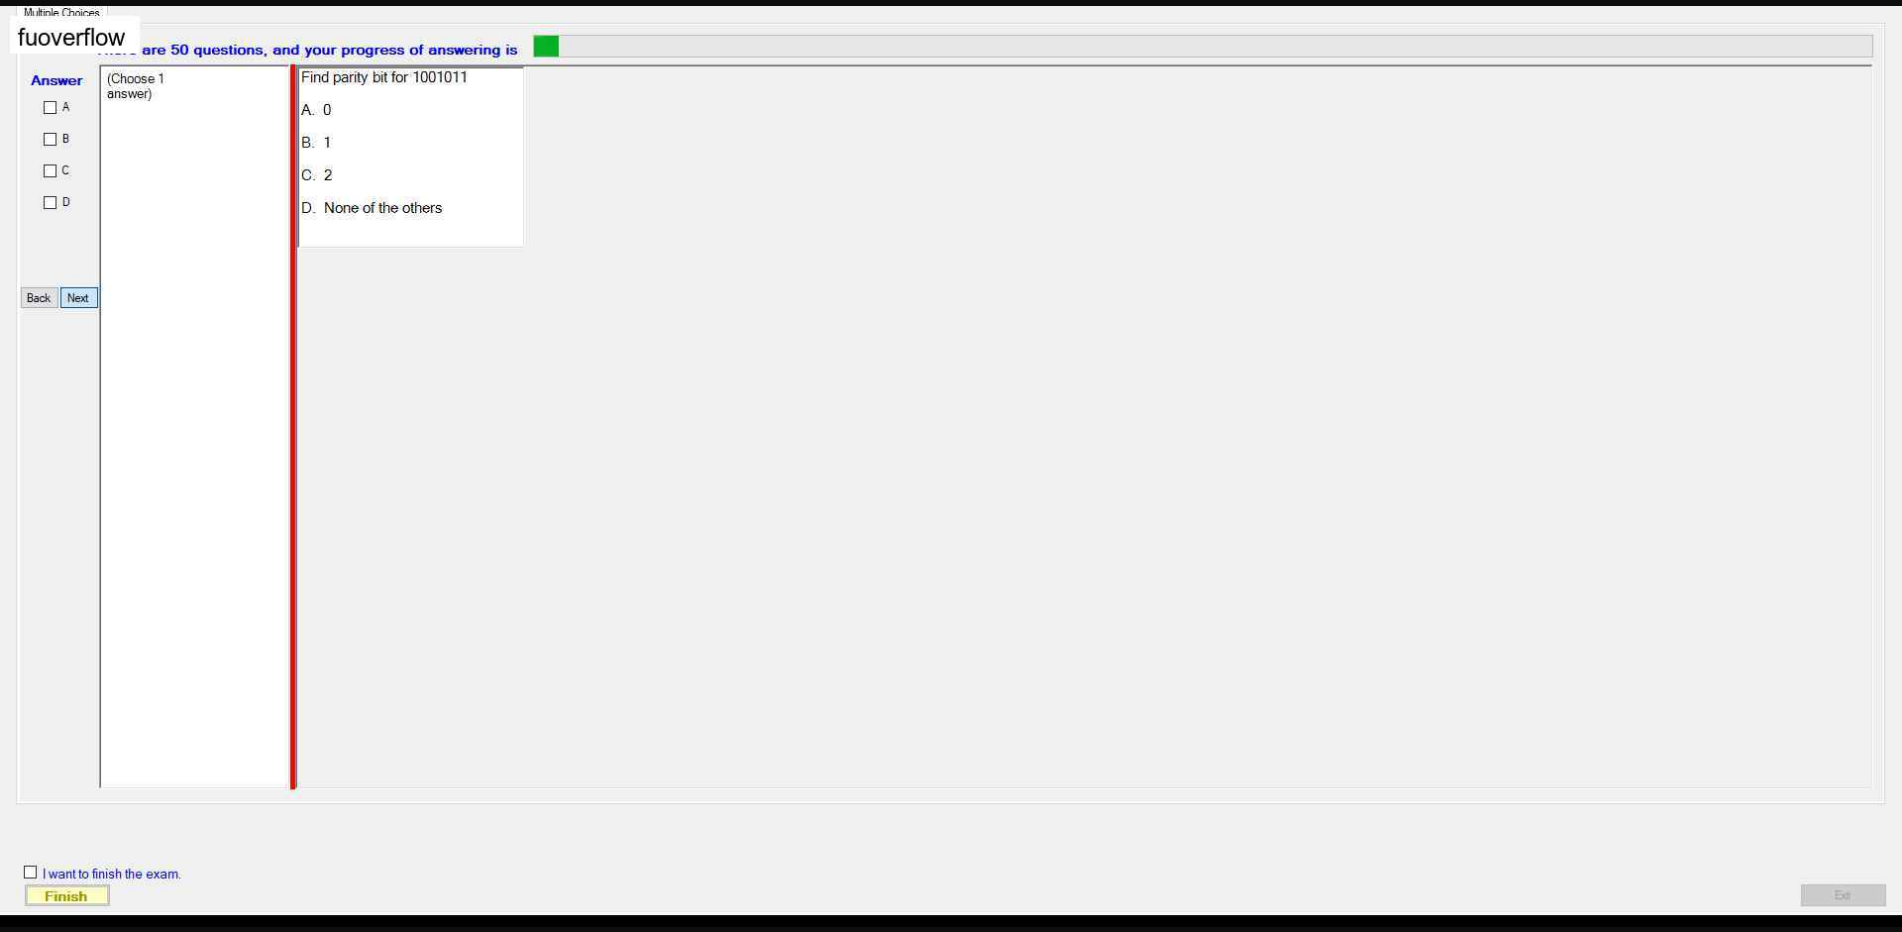 Multiple Choices
fuoverflow
are 50 questions, and your progress of answering is
Answer
A
B
C
D
Back
Next
(Choose 1
answer)
Find parity bit for 1001011
A. 0
B. 1
C. 2
D. None of the others
I want to finish the exam.
Finish
Exit